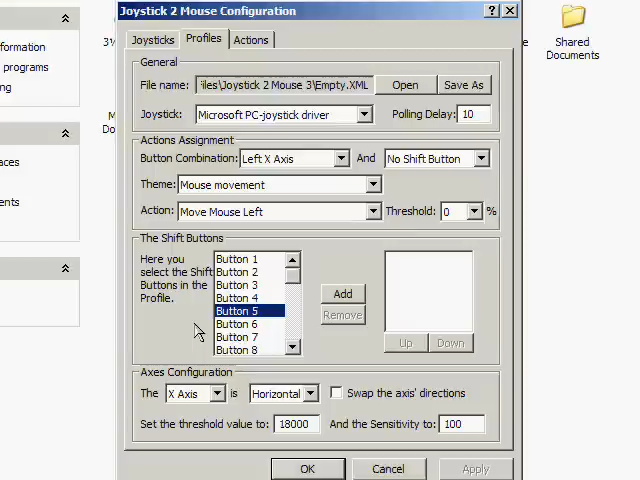 Joystick 2 Mouse Configuration
Joysticks Profiles Actions
General
File name: iles\Joystick 2 Mouse 3\Empty.XML Open Save As
Joystick: Microsoft PC-joystick driver Polling Delay: 10
Actions Assignment
Button Combination: Left X Axis And No Shift Button
Theme: Mouse movement
Action: Move Mouse Left Threshold: 0 %
The Shift Buttons
Here you
select the Shift
Buttons in the
Profile.
Button 1
Button 2
Button 3
Button 4
Button 5
Button 6
Button 7
Button 8
Add
Remove
Up Down
Axes Configuration
The X Axis is Horizontal Swap the axis' directions
Set the threshold value to: 18000 And the Sensitivity to: 100
OK Cancel Apply
formation
programs
ng
aces
ents
Shared
Documents